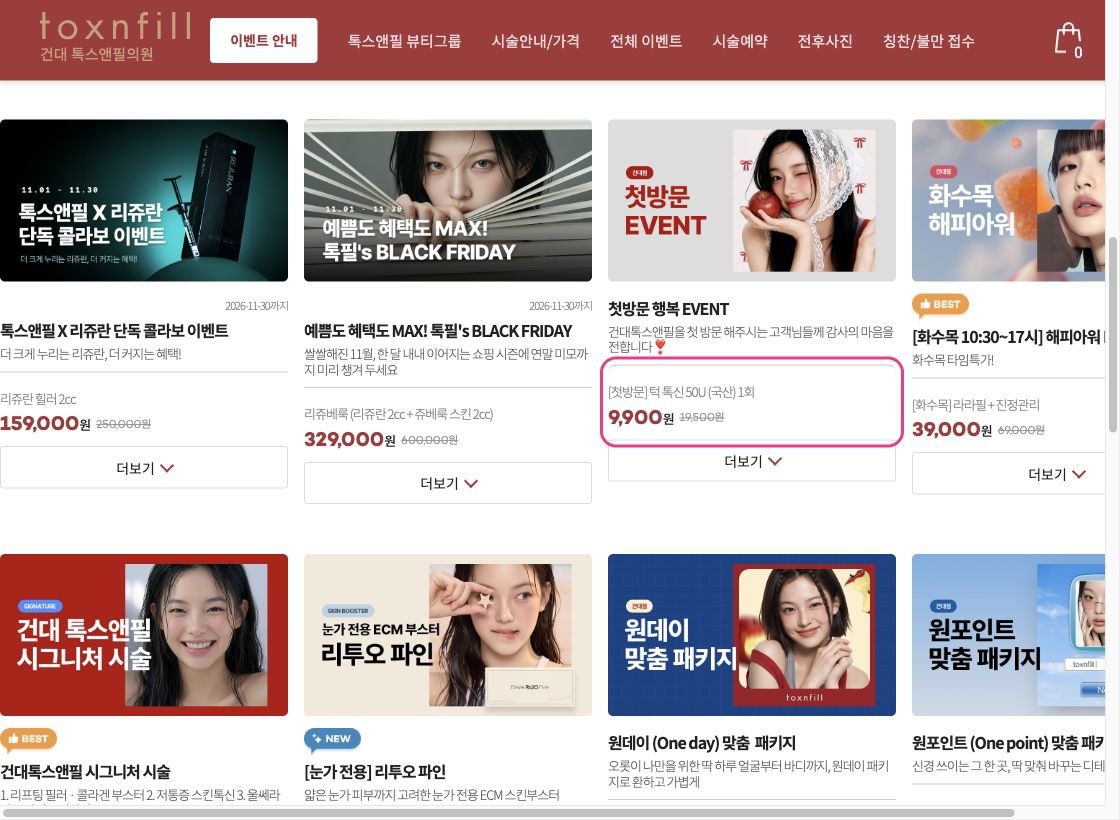 toxnfill
건대 톡스앤필의원
이벤트 안내
톡스앤필 뷰티그룹
시술안내/가격
전체 이벤트
시술예약
전후사진
칭찬/불만 접수
0
11.01 - 11.30
톡스앤필 X 리쥬란
단독 콜라보 이벤트
더 크게 누리는 리쥬란, 더 커지는 혜택!
REJURAN
2026-11-30까지
톡스앤필 X 리쥬란 단독 콜라보 이벤트
더 크게 누리는 리쥬란, 더 커지는 혜택!
리쥬란 힐러 2cc
159,000원 250,000원
더보기
11.01 - 11.30
예쁨도 혜택도 MAX!
톡필's BLACK FRIDAY
2026-11-30까지
예쁨도 혜택도 MAX! 톡필's BLACK FRIDAY
쌀쌀해진 11월, 한 달 내내 이어지는 쇼핑 시즌에 연말 미모까
지 미리 챙겨 두세요
리쥬베룩 (리쥬란 2cc + 쥬베룩 스킨 2cc)
329,000원 600,000원
더보기
건대점
첫방문
EVENT
첫방문 행복 EVENT
건대톡스앤필을 첫 방문 해주시는 고객님들께 감사의 마음을
전합니다❣️
[첫방문] 턱 톡신 50U (국산) 1회
9,900원 19,500원
더보기
건대점
화수목
해피아워
BEST
[화수목 10:30~17시] 해피아워
화수목 타임특가!
[화수목] 라라필 + 진정관리
39,000원 69,000원
더보기
SIGNATURE
건대 톡스앤필
시그니처 시술
BEST
건대톡스앤필 시그니처 시술
1. 리프팅 필러 · 콜라겐 부스터 2. 저통증 스킨톡신 3. 울쎄라
SKIN BOOSTER
눈가 전용 ECM 부스터
리투오 파인
NEW
[눈가 전용] 리투오 파인
얇은 눈가 피부까지 고려한 눈가 전용 ECM 스킨부스터
건대점
원데이
맞춤 패키지
toxnfill
원데이 (One day) 맞춤 패키지
오롯이 나만을 위한 딱 하루 얼굴부터 바디까지, 원데이 패키
지로 환하고 가볍게
건대점
원포인트
맞춤 패키지
toxnfill
원포인트 (One point) 맞춤 패키
신경 쓰이는 그 한 곳, 딱 맞춰 바꾸는 디테